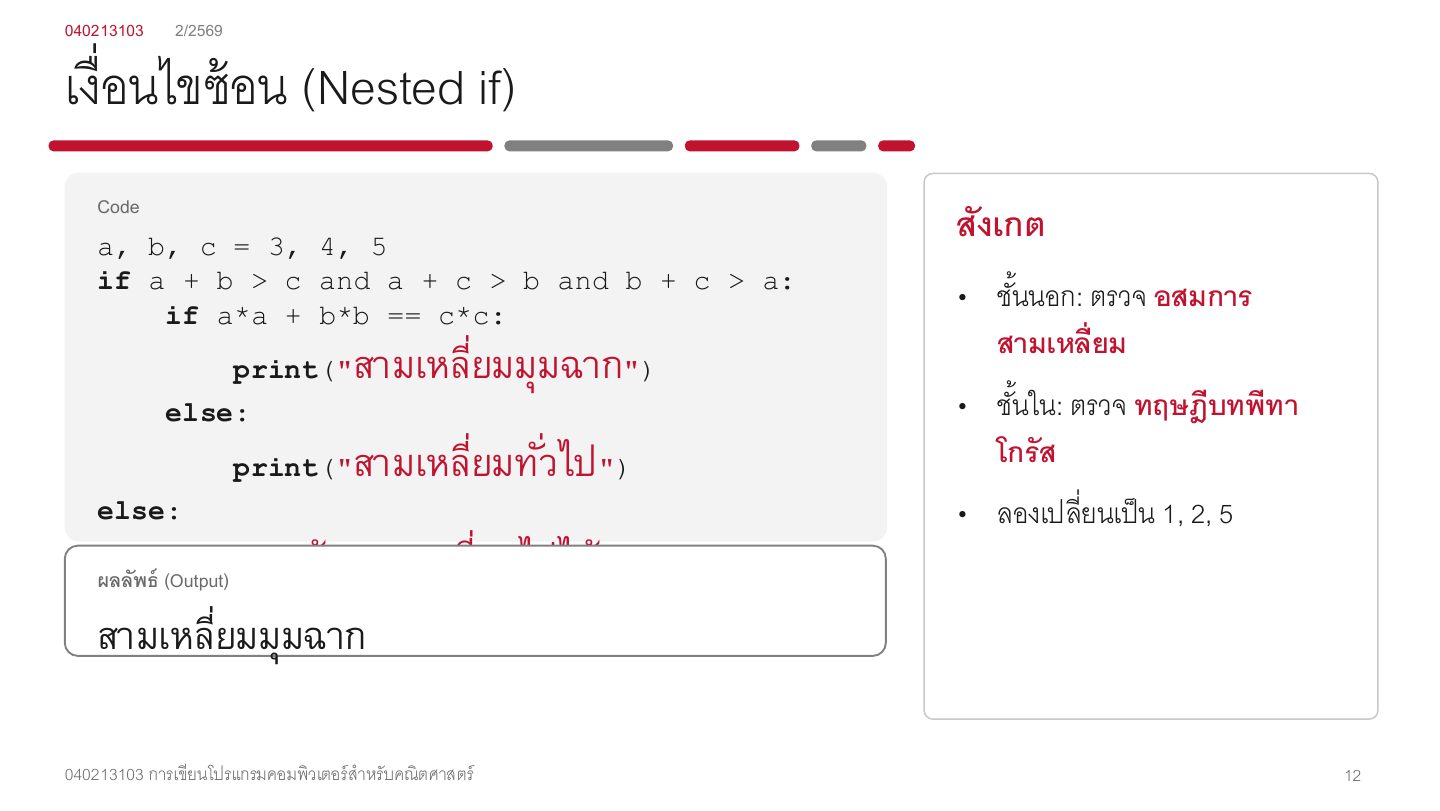 040213103 2/2569
เงื่อนไขซ้อน (Nested if)
Code
a, b, c = 3, 4, 5
if a + b > c and a + c > b and b + c > a:
    if a*a + b*b == c*c:
        print("สามเหลี่ยมมุมฉาก")
    else:
        print("สามเหลี่ยมทั่วไป")
else:
ผลลัพธ์ (Output)
สามเหลี่ยมมุมฉาก
สังเกต
• ชั้นนอก: ตรวจ อสมการ
สามเหลี่ยม
• ชั้นใน: ตรวจ ทฤษฎีบทพีทา
โกรัส
• ลองเปลี่ยนเป็น 1, 2, 5
040213103 การเขียนโปรแกรมคอมพิวเตอร์สำหรับคณิตศาสตร์ 12